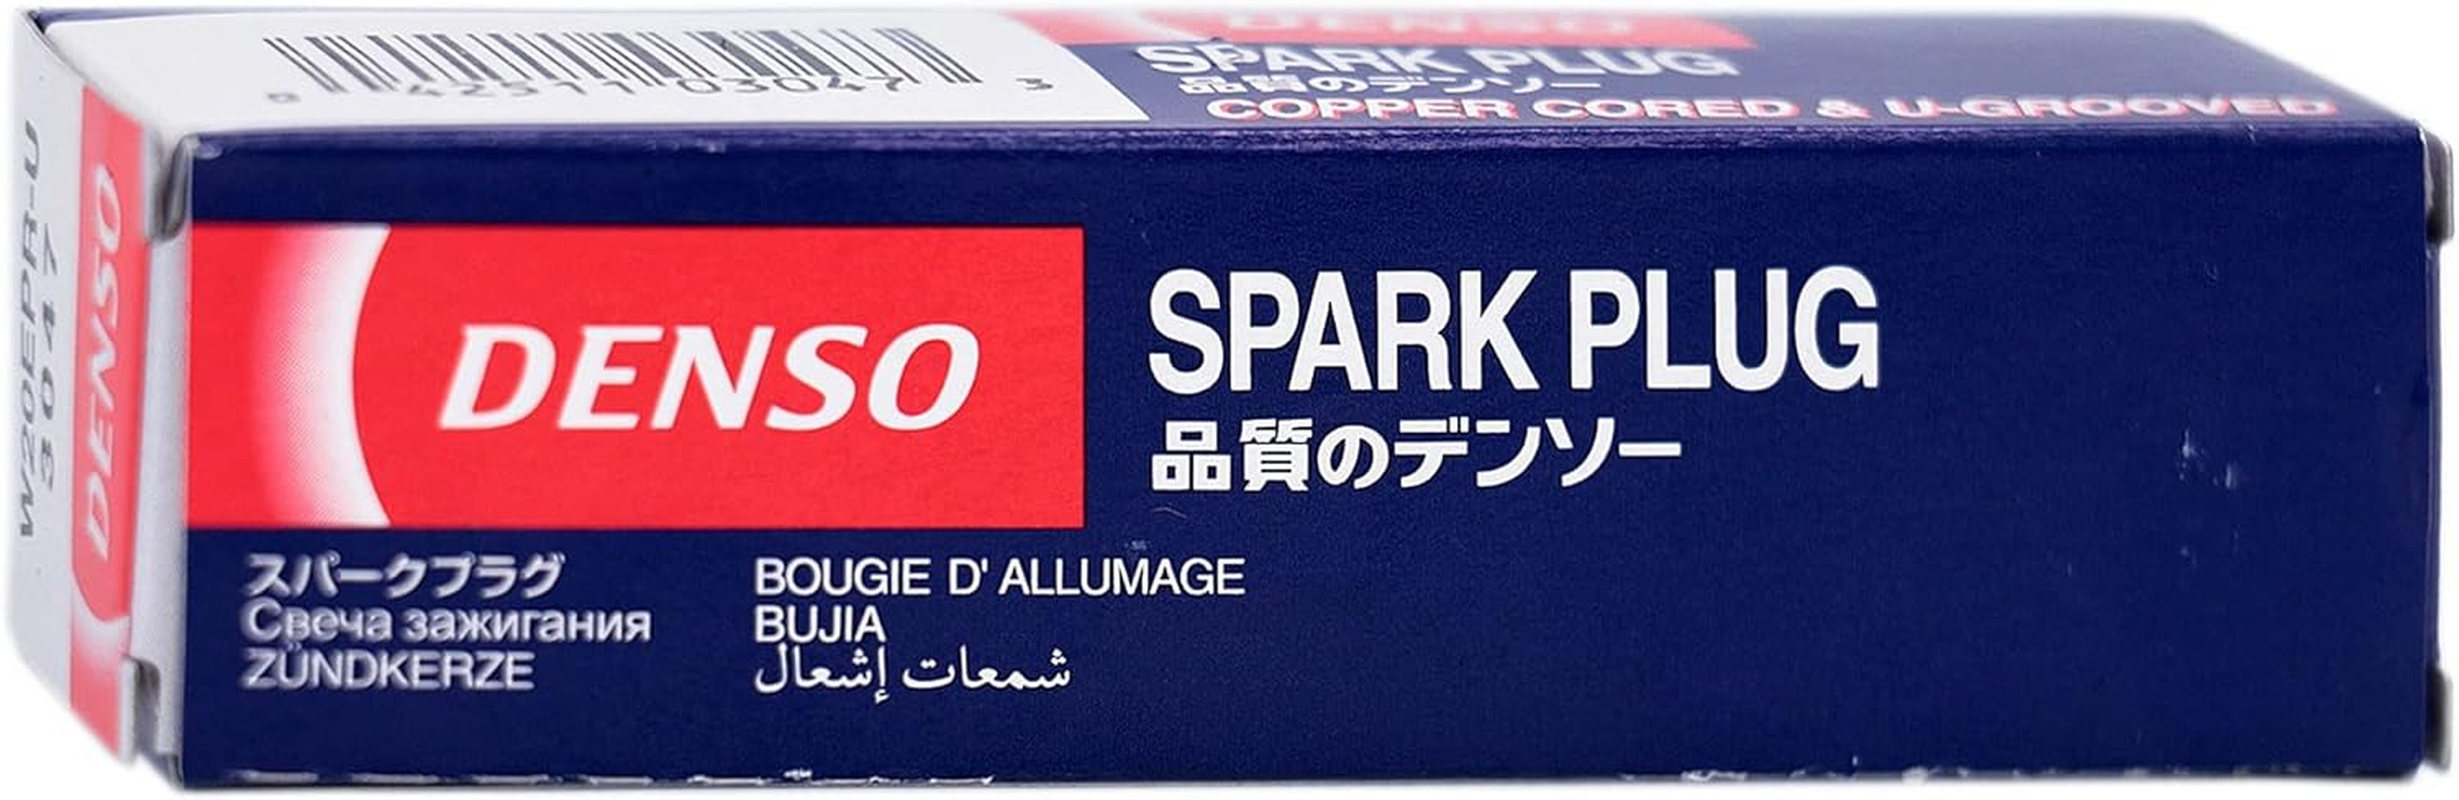 0 42511 03047 3
DENSO
SPARK PLUG
品質のデンソー
COPPER CORED & U-GROOVED
W20EPR-U
3047
DENSO
DENSO
SPARK PLUG
品質のデンソー
スパークプラグ
Свеча зажигания
ZÜNDKERZE
BOUGIE D' ALLUMAGE
BUJIA
شمعات إشعال